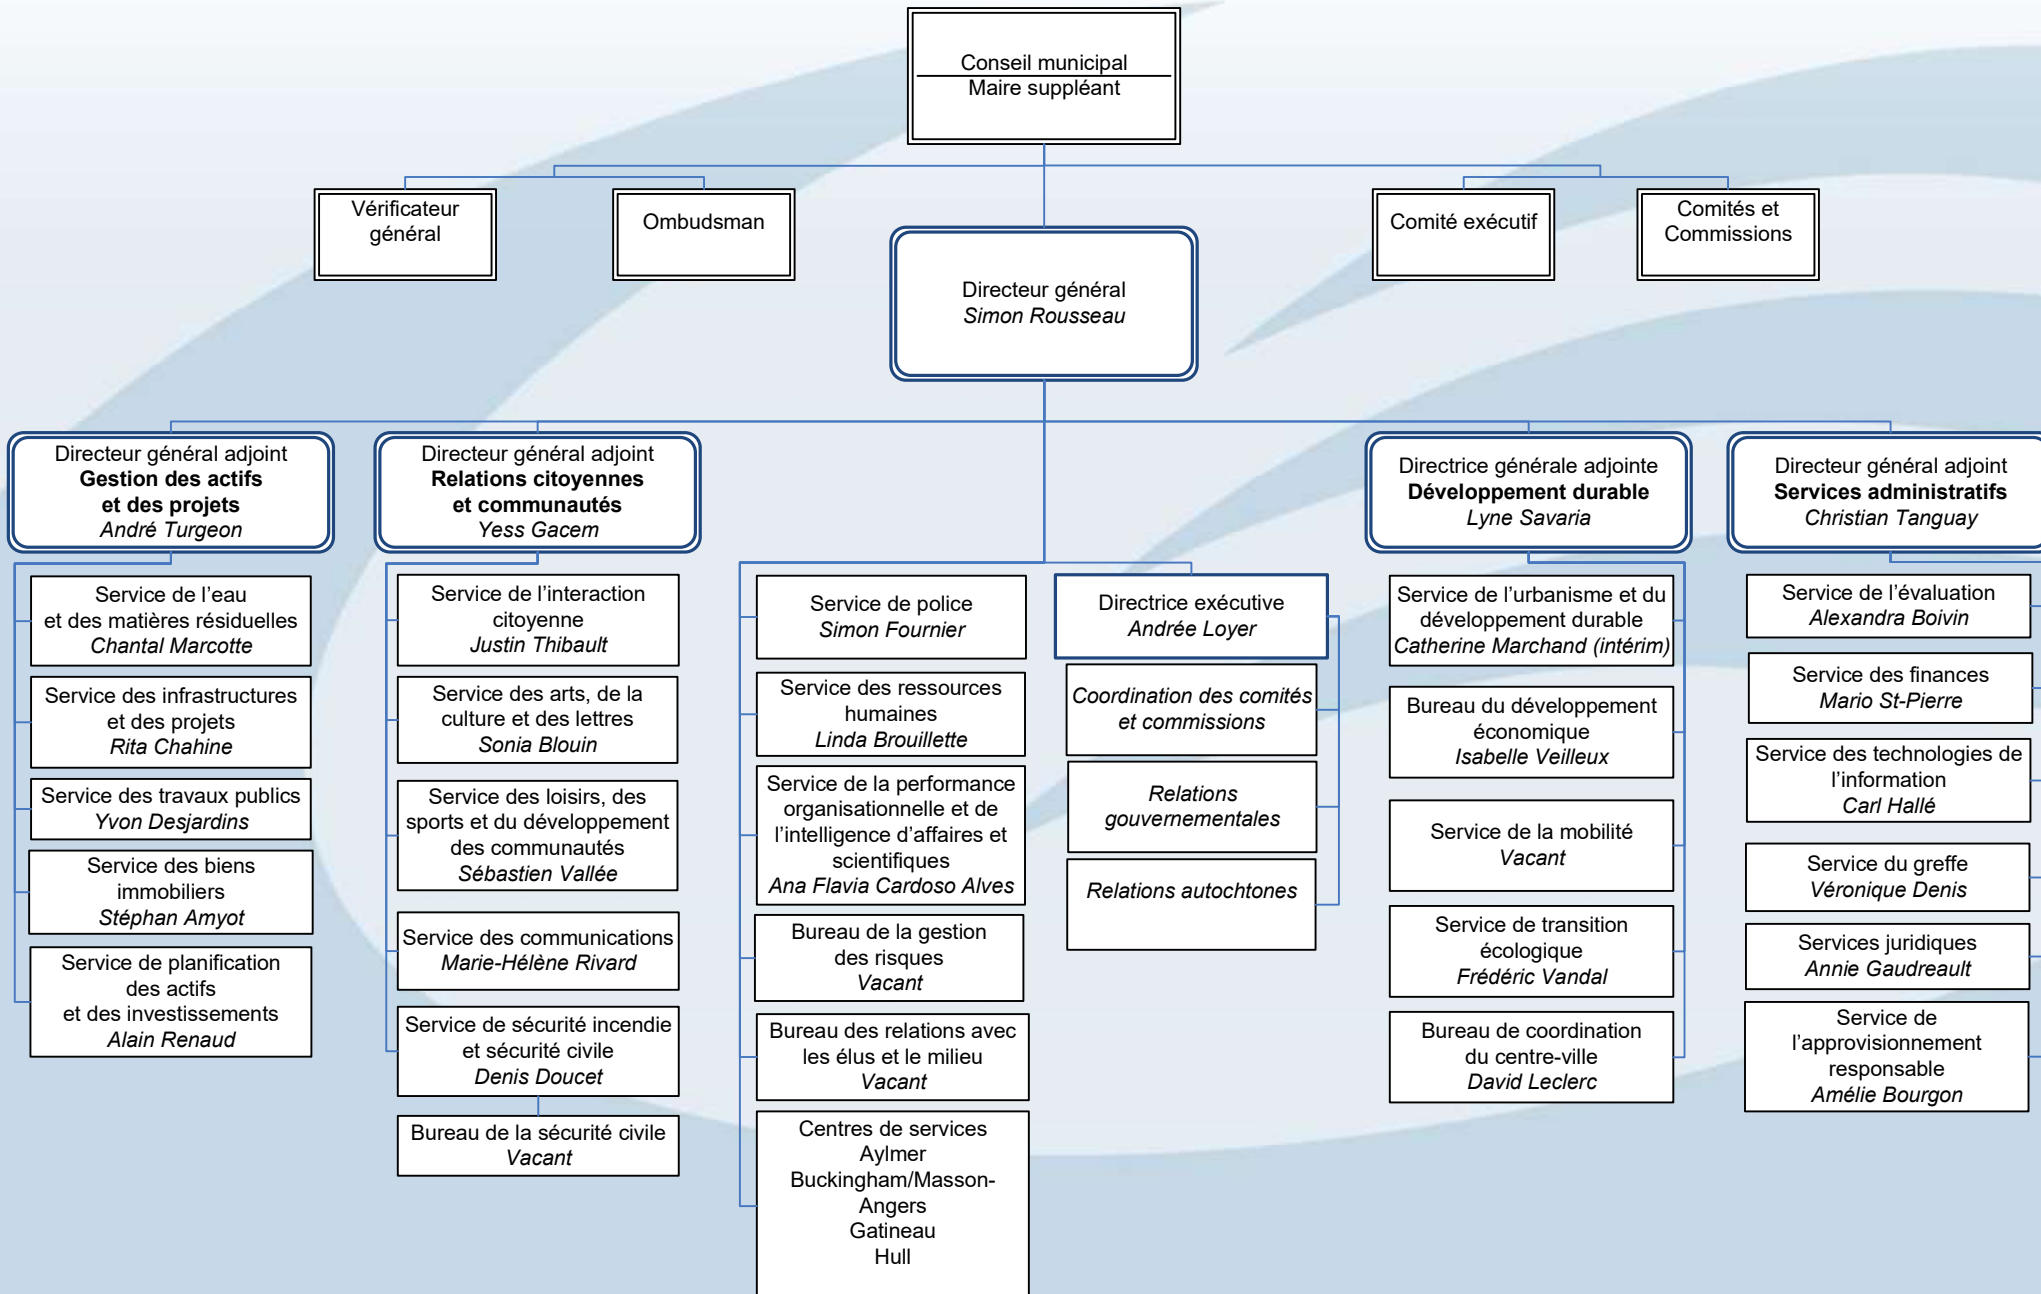 Conseil municipal
Maire suppléant
Vérificateur
général
Ombudsman
Comité exécutif
Comités et
Commissions
Directeur général
Simon Rousseau
Directeur général adjoint
Gestion des actifs
et des projets
André Turgeon
Directeur général adjoint
Relations citoyennes
et communautés
Yess Gacem
Directrice générale adjointe
Développement durable
Lyne Savaria
Directeur général adjoint
Services administratifs
Christian Tanguay
Service de l'eau
et des matières résiduelles
Chantal Marcotte
Service des infrastructures
et des projets
Rita Chahine
Service des travaux publics
Yvon Desjardins
Service des biens
immobiliers
Stéphan Amyot
Service de planification
des actifs
et des investissements
Alain Renaud
Service de l'interaction
citoyenne
Justin Thibault
Service des arts, de la
culture et des lettres
Sonia Blouin
Service des loisirs, des
sports et du développement
des communautés
Sébastien Vallée
Service des communications
Marie-Hélène Rivard
Service de sécurité incendie
et sécurité civile
Denis Doucet
Bureau de la sécurité civile
Vacant
Service de police
Simon Fournier
Service des ressources
humaines
Linda Brouillette
Service de la performance
organisationnelle et de
l'intelligence d'affaires et
scientifiques
Ana Flavia Cardoso Alves
Bureau de la gestion
des risques
Vacant
Bureau des relations avec
les élus et le milieu
Vacant
Centres de services
Aylmer
Buckingham/Masson-
Angers
Gatineau
Hull
Directrice exécutive
Andrée Loyer
Coordination des comités
et commissions
Relations
gouvernementales
Relations autochtones
Service de l'urbanisme et du
développement durable
Catherine Marchand (intérim)
Bureau du développement
économique
Isabelle Veilleux
Service de la mobilité
Vacant
Service de transition
écologique
Frédéric Vandal
Bureau de coordination
du centre-ville
David Leclerc
Service de l'évaluation
Alexandra Boivin
Service des finances
Mario St-Pierre
Service des technologies de
l'information
Carl Hallé
Service du greffe
Véronique Denis
Services juridiques
Annie Gaudreault
Service de
l'approvisionnement
responsable
Amélie Bourgon